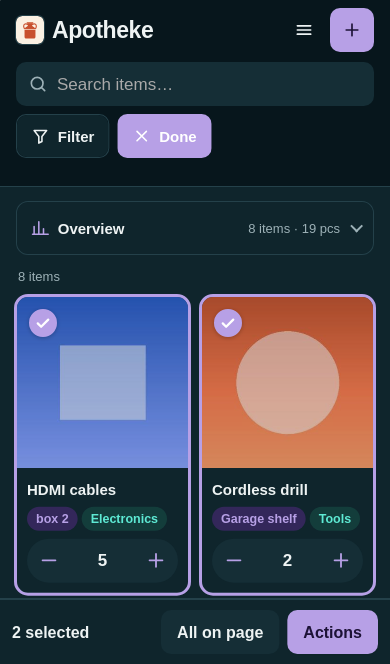 Apotheke
Search items…
Filter
Done
Overview
8 items · 19 pcs
8 items
HDMI cables
box 2
Electronics
5
Cordless drill
Garage shelf
Tools
2
2 selected
All on page
Actions